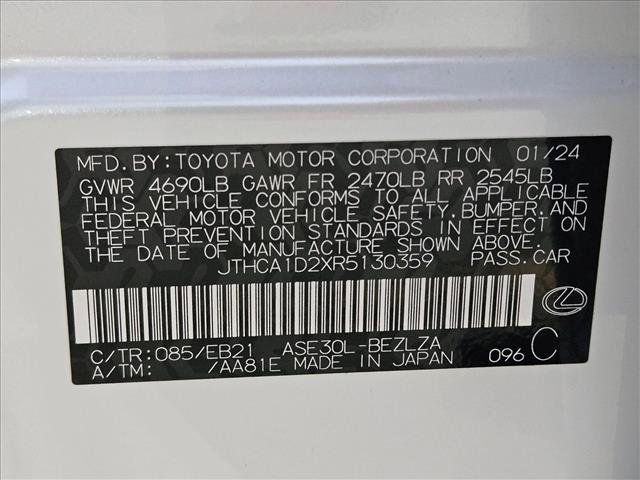 MFD.BY:TOYOTA MOTOR CORPORATION 01/24
GVWR 4690LB GAWR FR 2470LB RR 2545LB
THIS VEHICLE CONFORMS TO ALL APPLICABLE
FEDERAL MOTOR VEHICLE SAFETY,BUMPER,AND
THEFT PREVENTION STANDARDS IN EFFECT ON
THE DATE OF MANUFACTURE SHOWN ABOVE.
JTHCA1D2XR5130359 PASS.CAR
C/TR:085/EB21 ASE30L-BEZLZA
A/TM: /AA81E MADE IN JAPAN 096 C